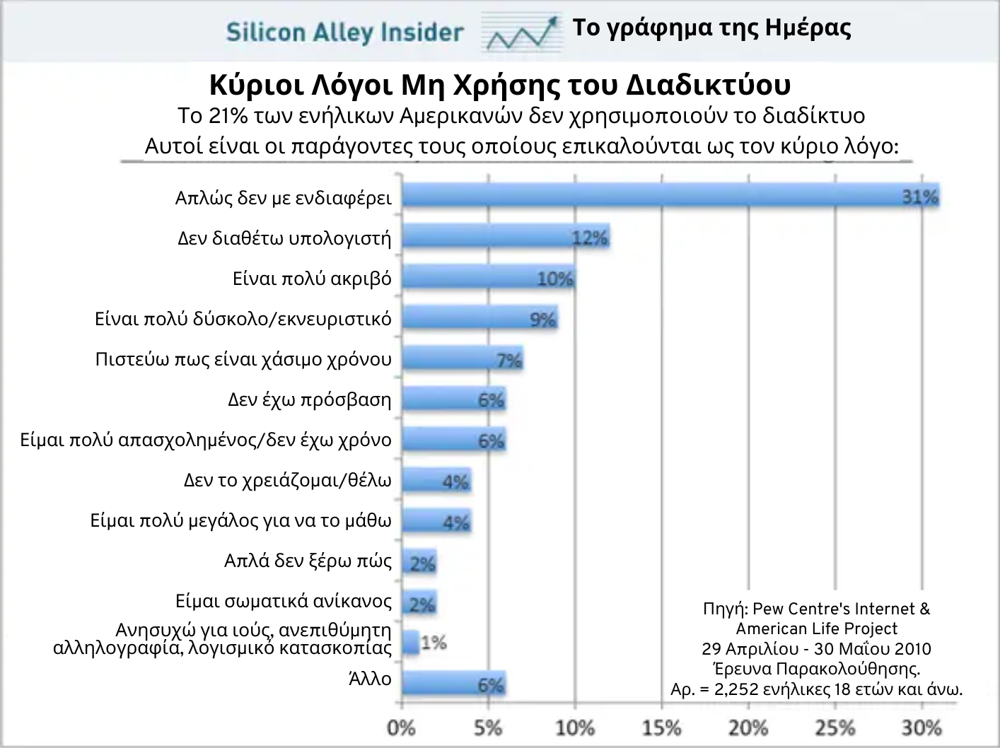 Silicon Alley Insider
Το γράφημα της Ημέρας
Κύριοι Λόγοι Μη Χρήσης του Διαδικτύου
Το 21% των ενήλικων Αμερικανών δεν χρησιμοποιούν το διαδίκτυο
Αυτοί είναι οι παράγοντες τους οποίους επικαλούνται ως τον κύριο λόγο:
Απλώς δεν με ενδιαφέρει 31%
Δεν διαθέτω υπολογιστή 12%
Είναι πολύ ακριβό 10%
Είναι πολύ δύσκολο/εκνευριστικό 9%
Πιστεύω πως είναι χάσιμο χρόνου 7%
Δεν έχω πρόσβαση 6%
Είμαι πολύ απασχολημένος/δεν έχω χρόνο 6%
Δεν το χρειάζομαι/θέλω 4%
Είμαι πολύ μεγάλος για να το μάθω 4%
Απλά δεν ξέρω πώς 2%
Είμαι σωματικά ανίκανος 2%
Ανησυχώ για ιούς, ανεπιθύμητη
αλληλογραφία, λογισμικό κατασκοπίας 1%
Άλλο 6%
0% 5% 10% 15% 20% 25% 30%
Πηγή: Pew Centre's Internet &
American Life Project
29 Απριλίου - 30 Μαΐου 2010
Έρευνα Παρακολούθησης.
Αρ. = 2,252 ενήλικες 18 ετών και άνω.